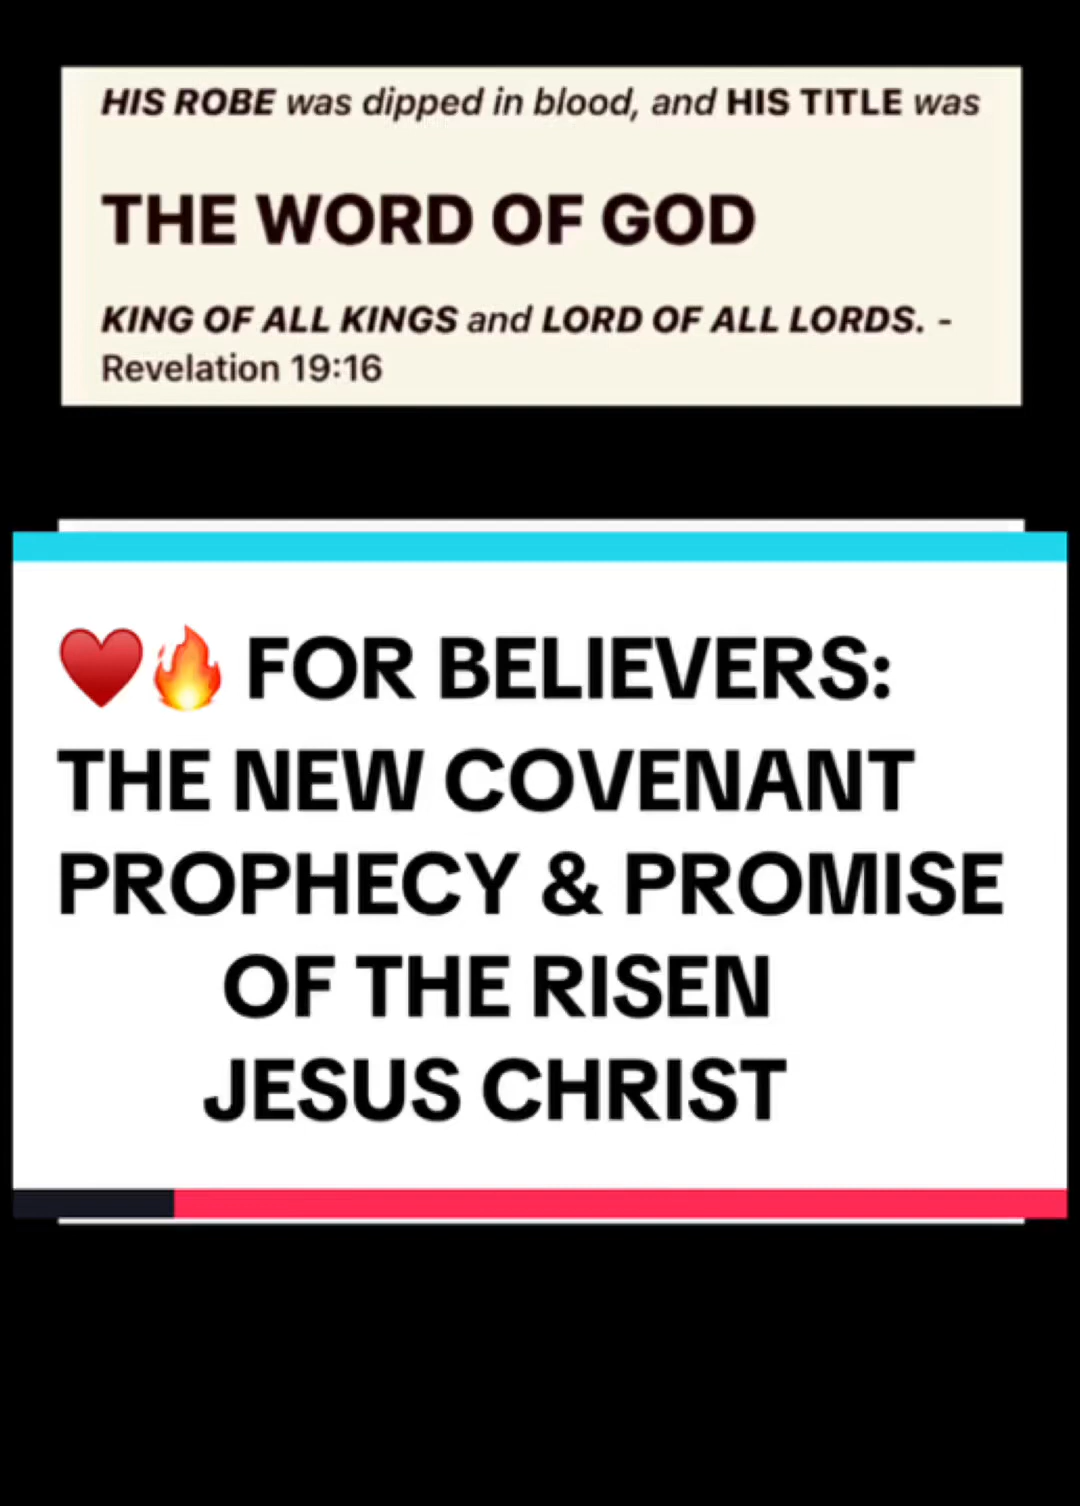 HIS ROBE was dipped in blood, and HIS TITLE was
THE WORD OF GOD
KING OF ALL KINGS and LORD OF ALL LORDS. -
Revelation 19:16
♥️🔥 FOR BELIEVERS:
THE NEW COVENANT
PROPHECY & PROMISE
OF THE RISEN
JESUS CHRIST